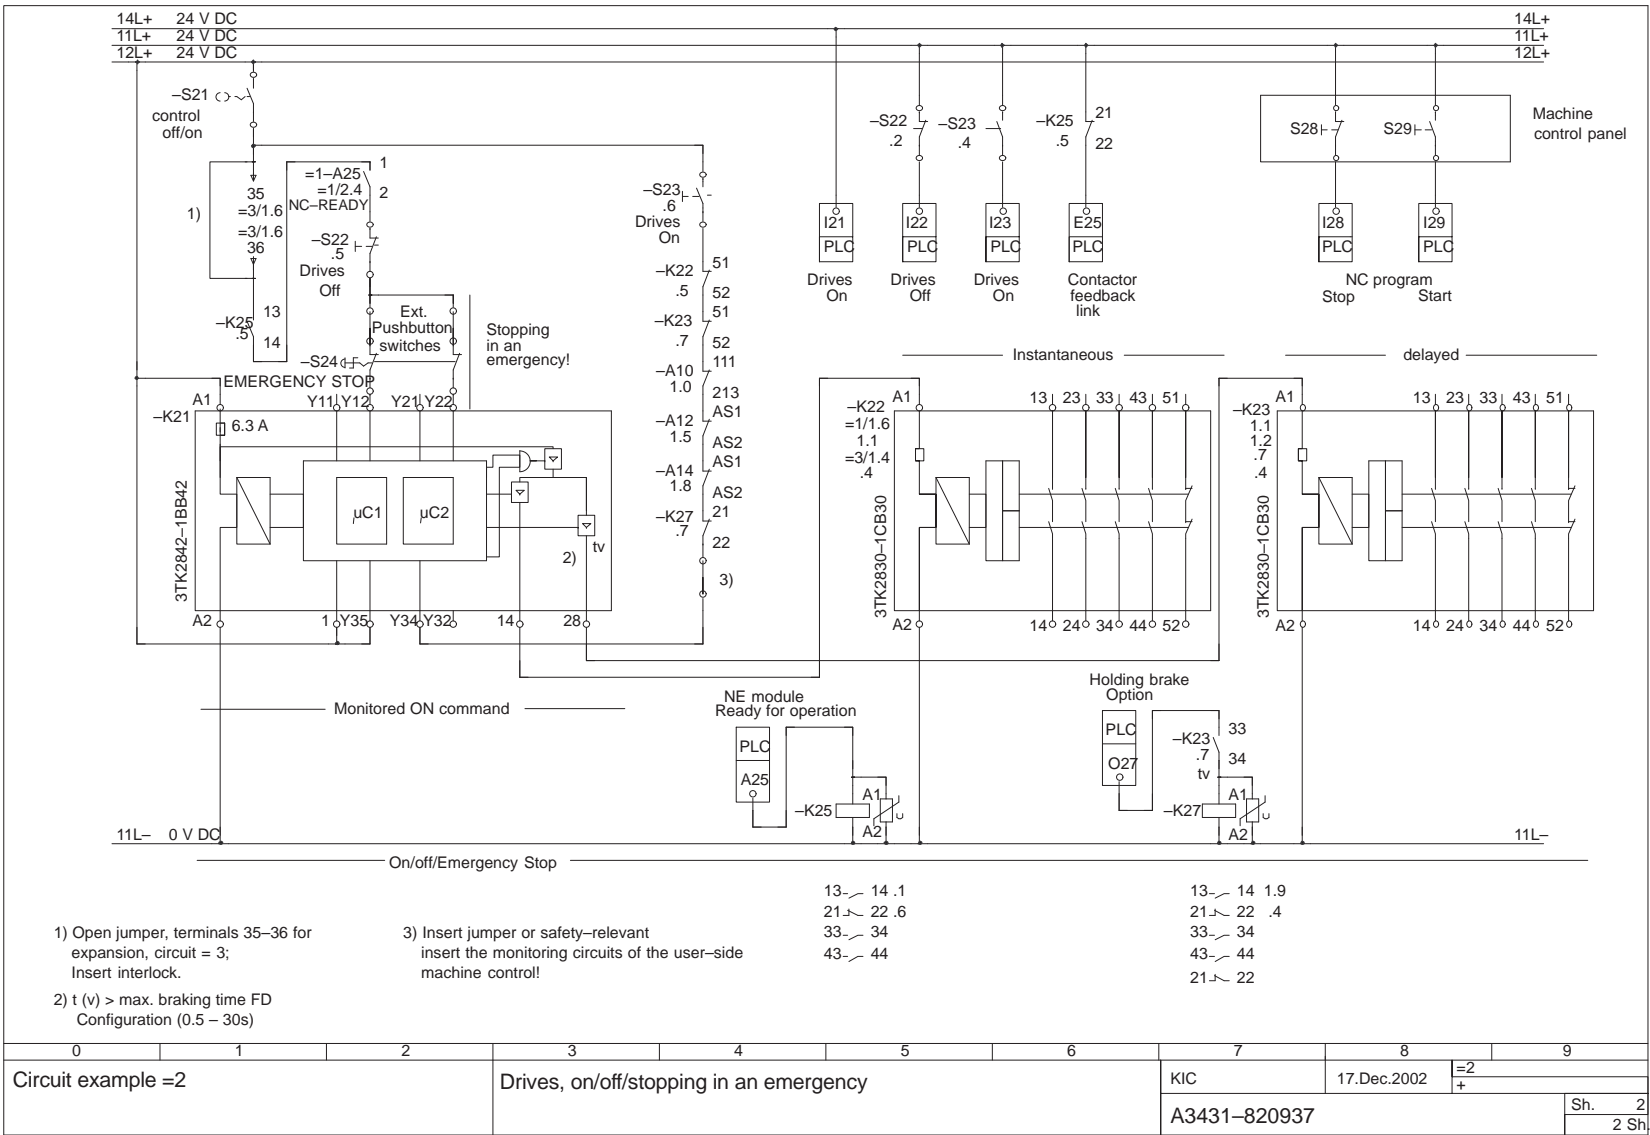 14L+ 24 V DC 14L+
11L+ 24 V DC 11L+
12L+ 24 V DC 12L+
–S21
control
off/on
1)
35
=3/1.6
=3/1.6
36
–K25
.5
13
14
=1–A25
=1/2.4
NC–READY
1
2
–S22
.5
Drives
Off
Ext.
Pushbutton
switches
–S24
EMERGENCY STOP
Stopping
in an
emergency!
–S23
.6
Drives
On
–K22
.5
51
52
–K23
.7
51
52
–A10
1.0
111
213
–A12
1.5
AS1
AS2
–A14
1.8
AS1
AS2
–K27
.7
21
22
3)
–S22
.2
–S23
.4
–K25
.5
21
22
S28
S29
Machine
control panel
I21
PLC
I22
PLC
I23
PLC
E25
PLC
I28
PLC
I29
PLC
Drives
On
Drives
Off
Drives
On
Contactor
feedback
link
NC program
Stop
Start
Instantaneous
delayed
A1 Y11 Y12 Y21 Y22
–K21
6.3 A
3TK2842–1BB42
µC1
µC2
2)
tv
A2 1 Y35 Y34 Y32 14 28
A1 13 23 33 43 51
–K22
=1/1.6
1.1
=3/1.4
.4
3TK2830–1CB30
A2 14 24 34 44 52
A1 13 23 33 43 51
–K23
1.1
1.2
.7
.4
3TK2830–1CB30
A2 14 24 34 44 52
Monitored ON command
NE module
Ready for operation
PLC
A25
–K25
A1
A2
U
Holding brake
Option
PLC
O27
–K23
.7
tv
33
34
–K27
A1
A2
U
11L– 0 V DC 11L–
On/off/Emergency Stop
13 14 .1
21 22 .6
33 34
43 44
13 14 1.9
21 22 .4
33 34
43 44
21 22
1) Open jumper, terminals 35–36 for
expansion, circuit = 3;
Insert interlock.
2) t (v) > max. braking time FD
Configuration (0.5 – 30s)
3) Insert jumper or safety–relevant
insert the monitoring circuits of the user–side
machine control!
0 1 2 3 4 5 6 7 8 9
Circuit example =2
Drives, on/off/stopping in an emergency
KIC
17.Dec.2002
=2
+
A3431–820937
Sh. 2
2 Sh